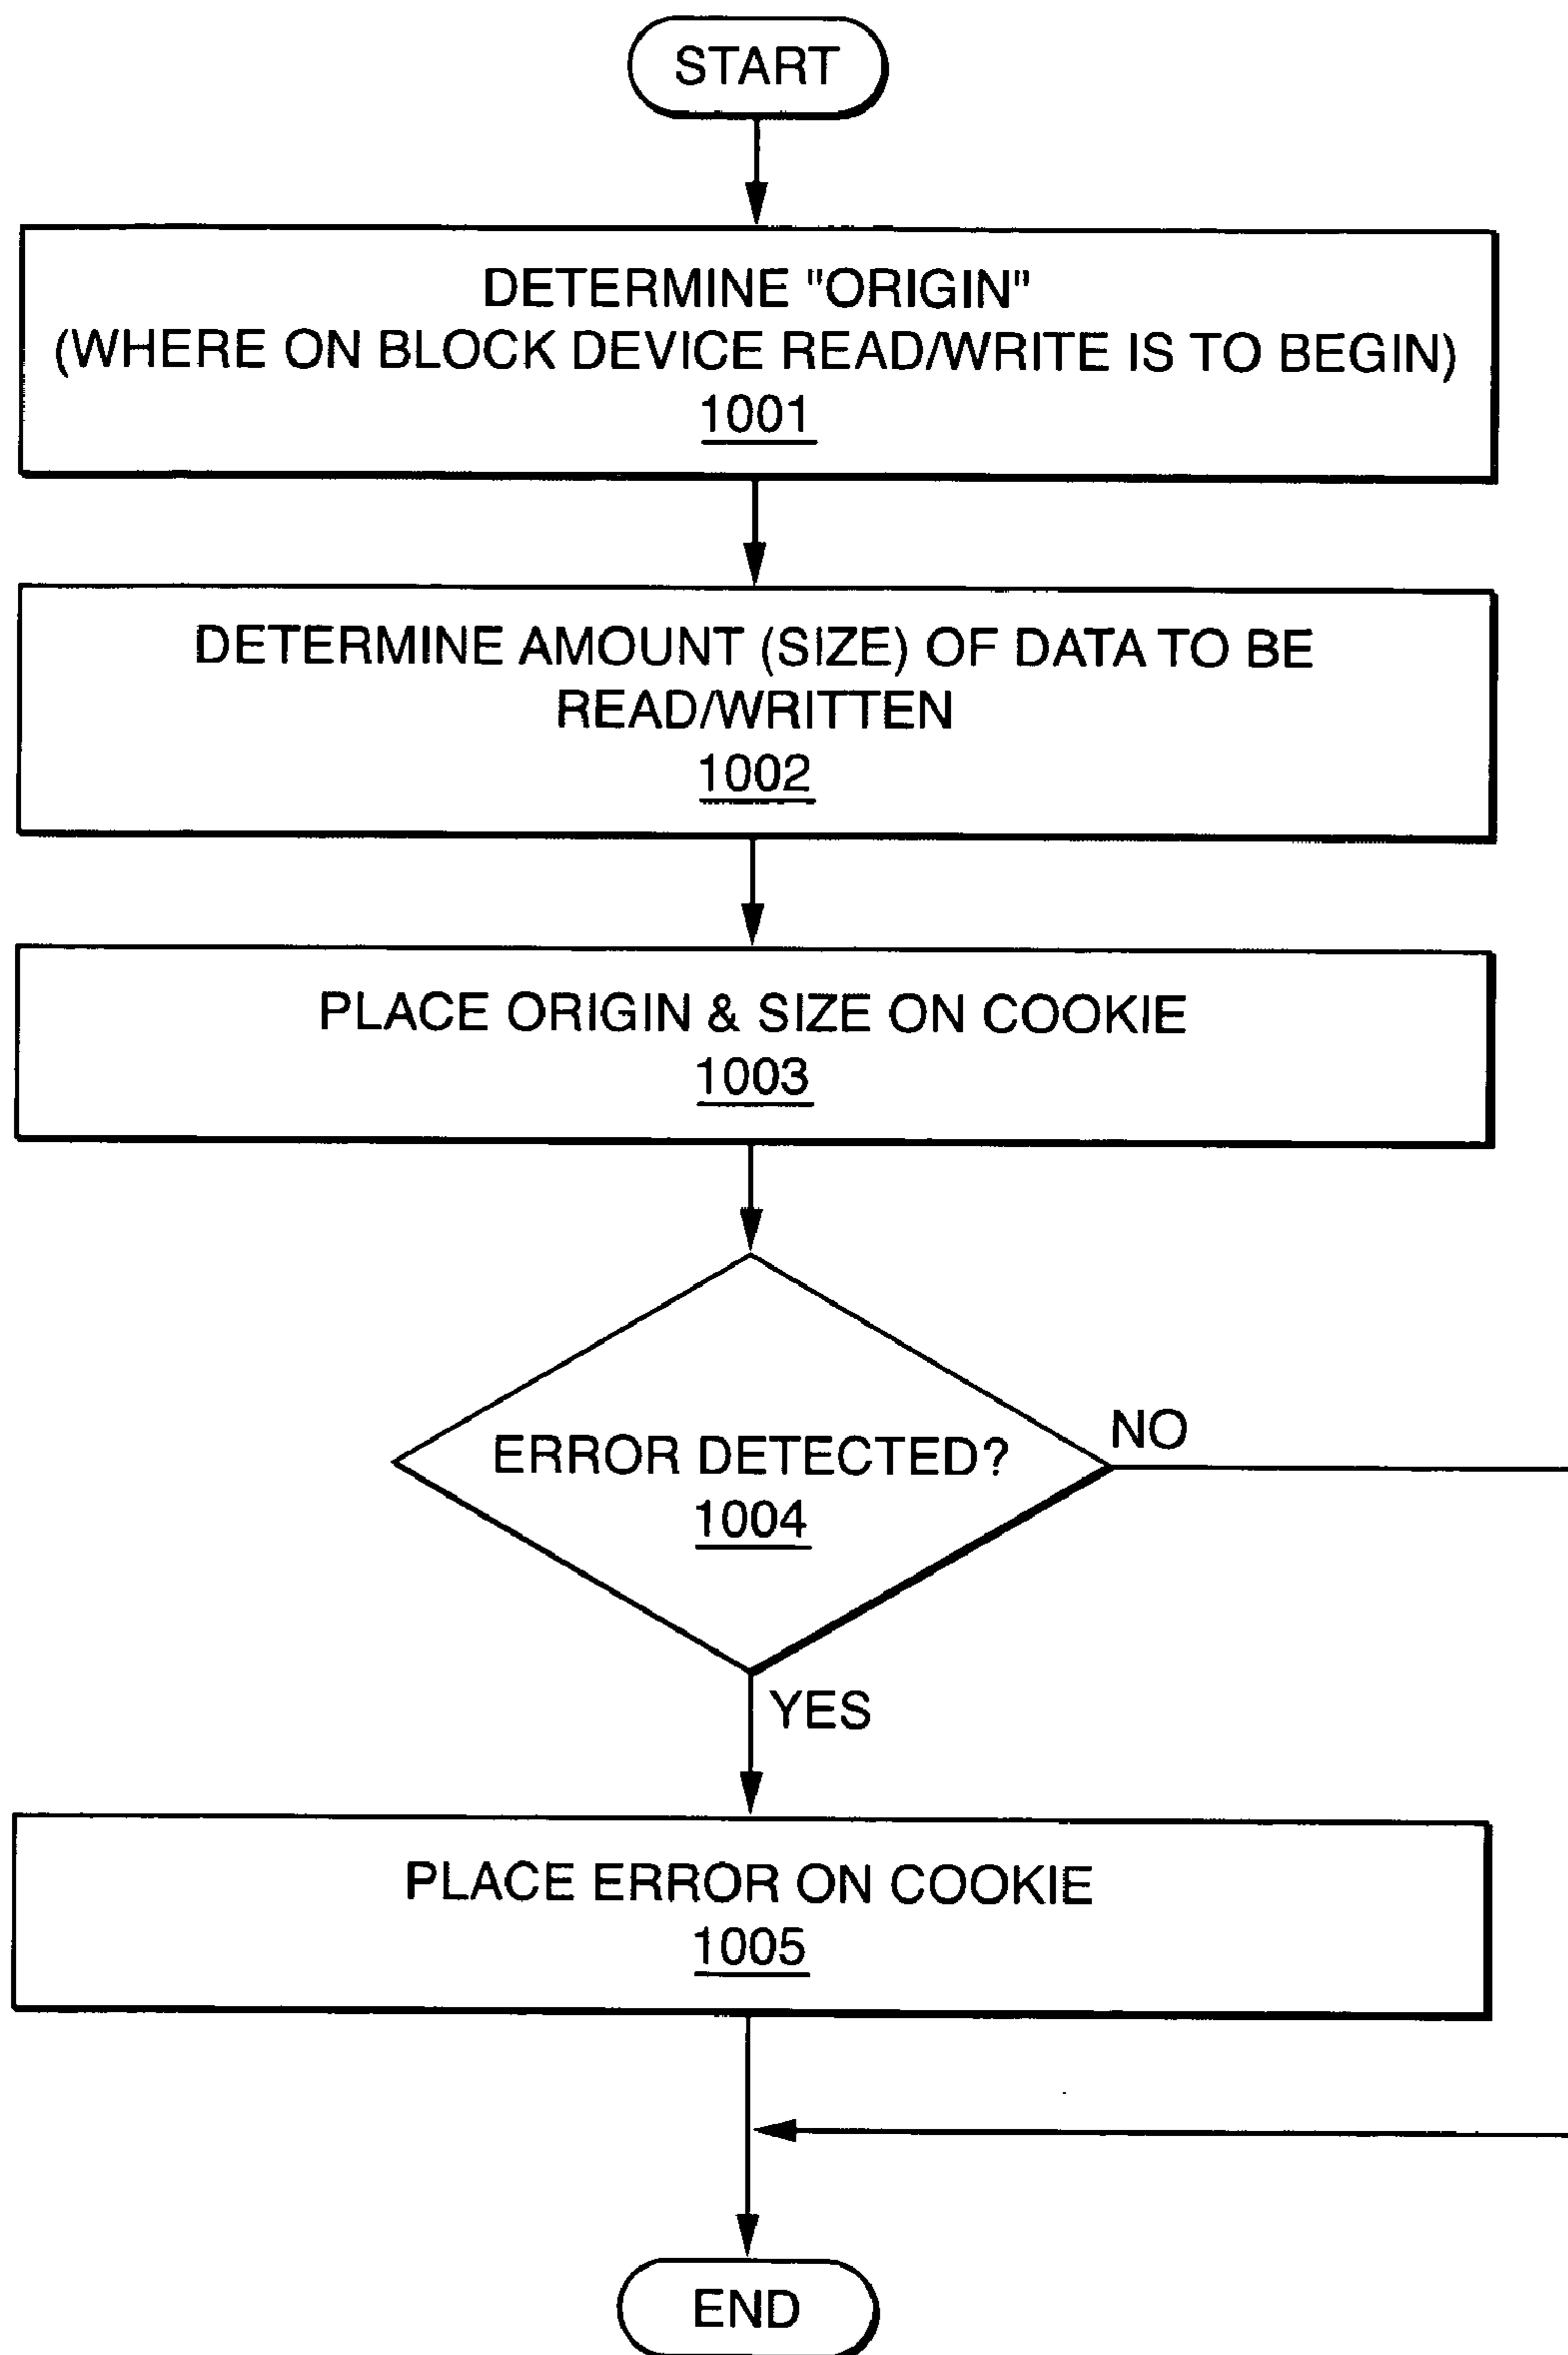 START
DETERMINE "ORIGIN"
(WHERE ON BLOCK DEVICE READ/WRITE IS TO BEGIN)
1001
DETERMINE AMOUNT (SIZE) OF DATA TO BE
READ/WRITTEN
1002
PLACE ORIGIN & SIZE ON COOKIE
1003
ERROR DETECTED?
1004
NO
YES
PLACE ERROR ON COOKIE
1005
END